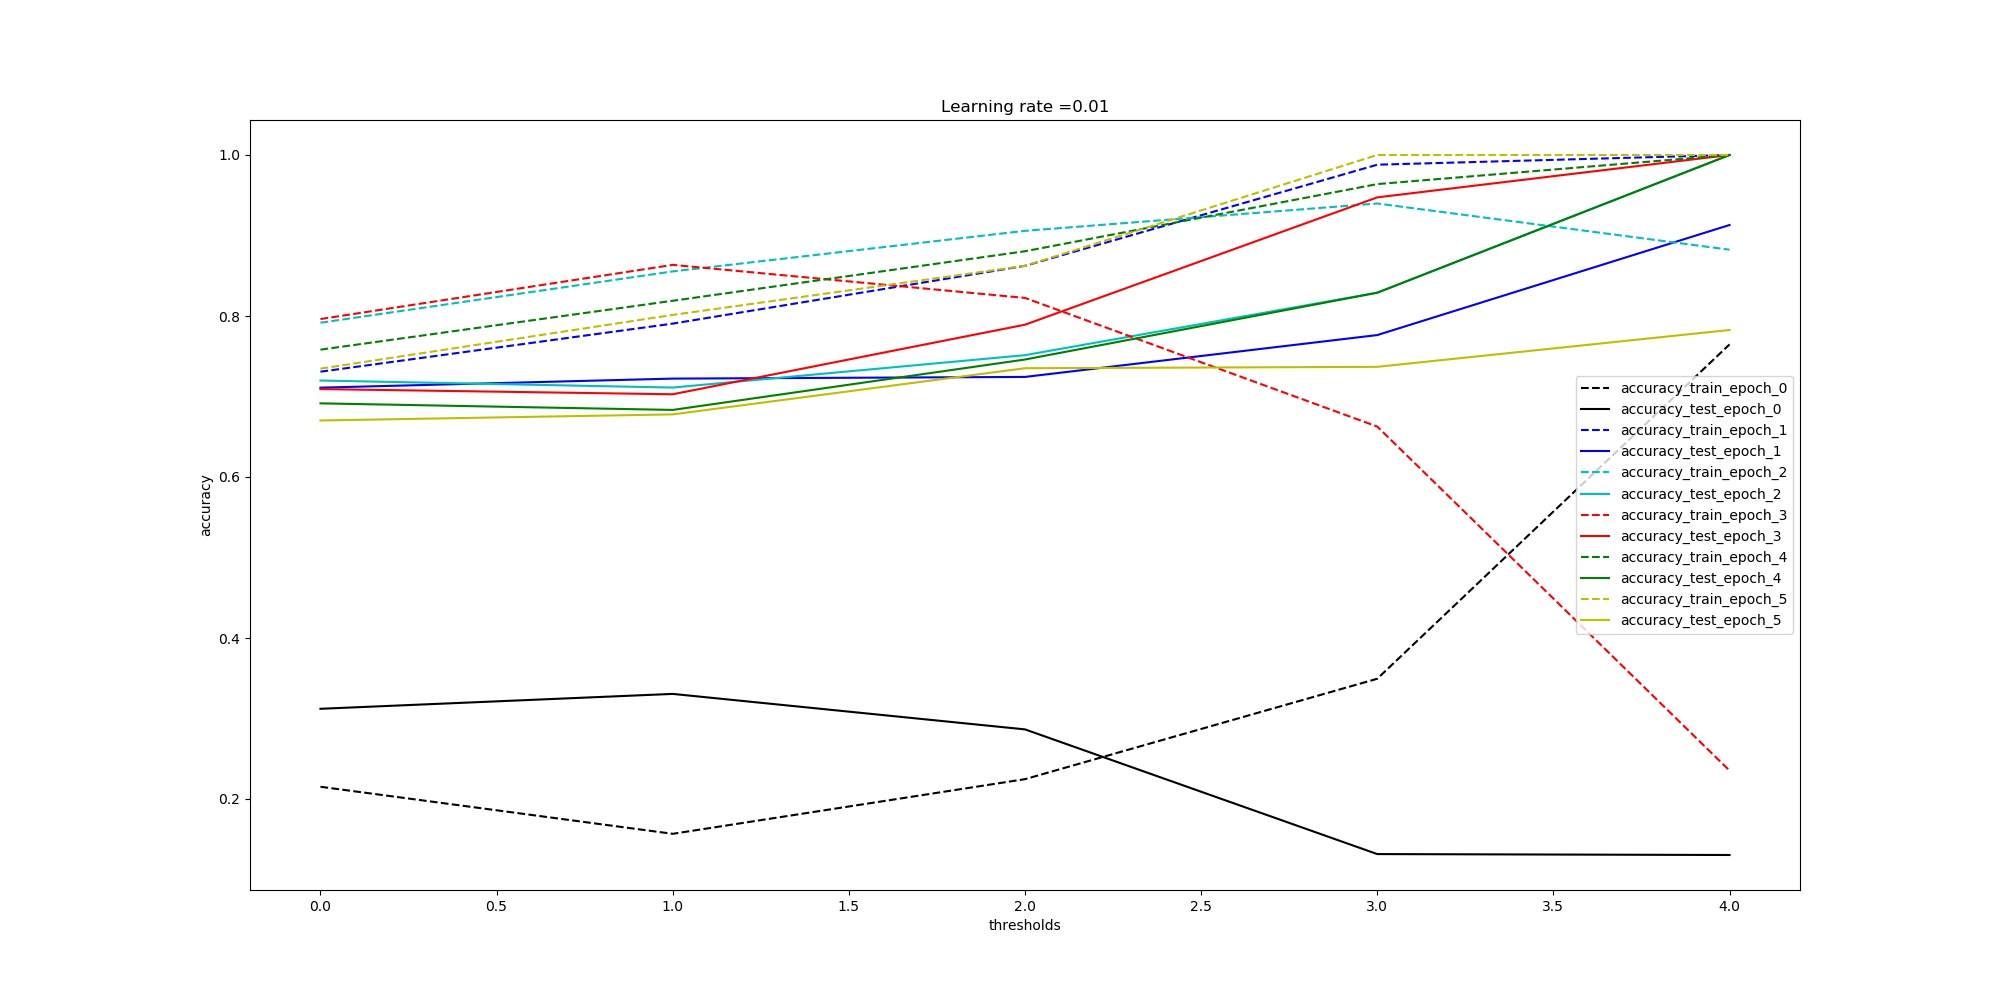 Learning rate =0.01
1.0
0.8
0.6
0.4
0.2
accuracy
accuracy_train_epoch_0
accuracy_test_epoch_0
accuracy_train_epoch_1
accuracy_test_epoch_1
accuracy_train_epoch_2
accuracy_test_epoch_2
accuracy_train_epoch_3
accuracy_test_epoch_3
accuracy_train_epoch_4
accuracy_test_epoch_4
accuracy_train_epoch_5
accuracy_test_epoch_5
0.0 0.5 1.0 1.5 2.0 2.5 3.0 3.5 4.0
thresholds